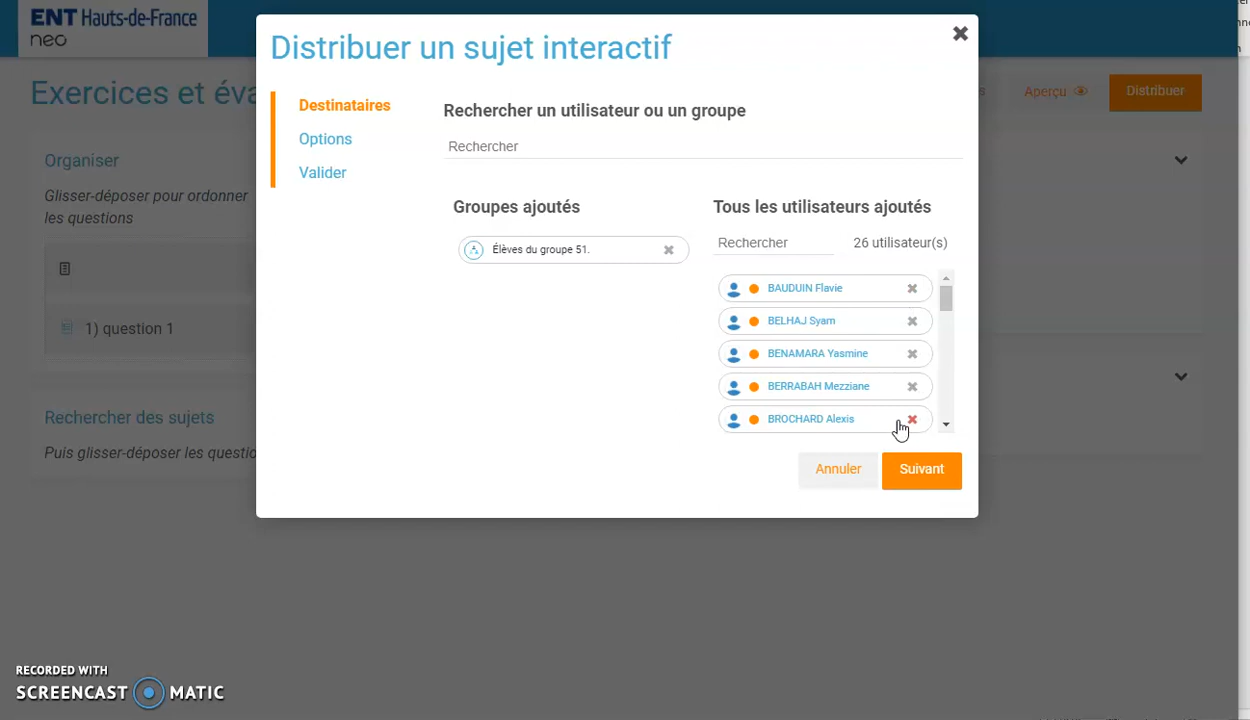 ENT Hauts-de-France
neo
Distribuer un sujet interactif
Exercices et éva
Destinataires
Options
Valider
Rechercher un utilisateur ou un groupe
Rechercher
Aperçu
Distribuer
Organiser
Glisser-déposer pour ordonner
les questions
1) question 1
Rechercher des sujets
Puis glisser-déposer les questio
Groupes ajoutés
Élèves du groupe 51.
Tous les utilisateurs ajoutés
Rechercher
26 utilisateur(s)
BAUDUIN Flavie
BELHAJ Syam
BENAMARA Yasmine
BERRABAH Mezziane
BROCHARD Alexis
Annuler
Suivant
RECORDED WITH
SCREENCAST MATIC